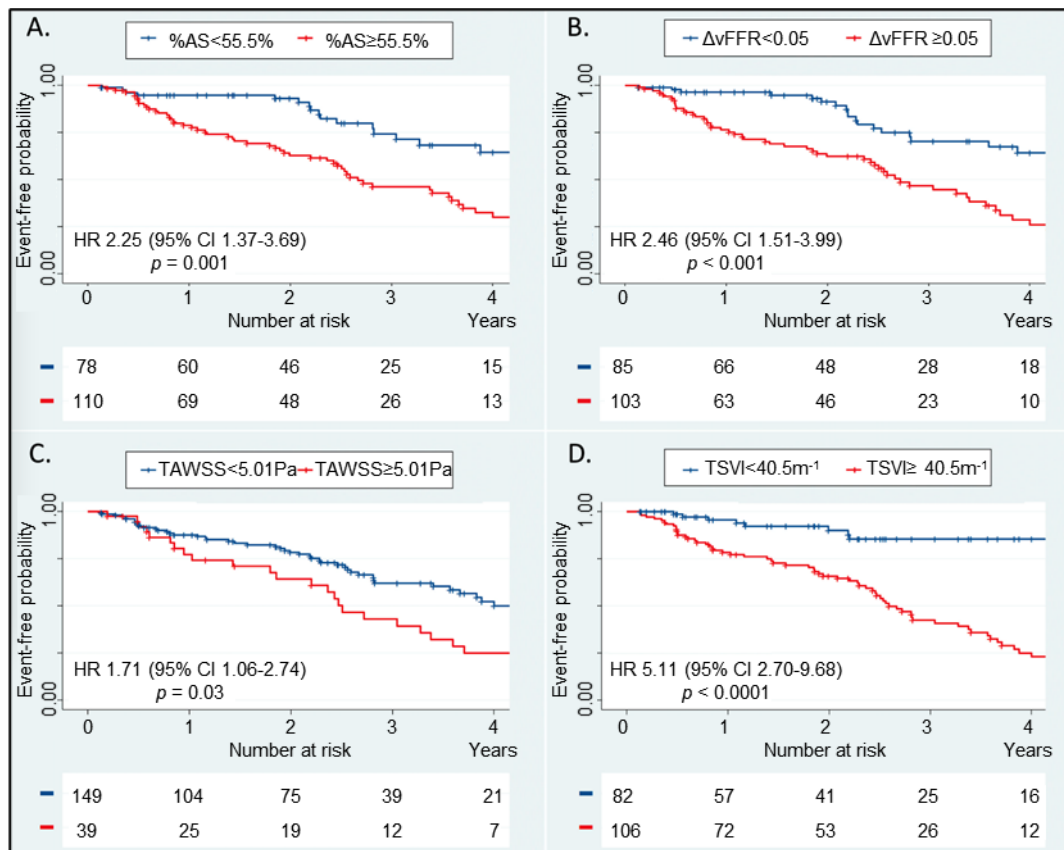 A.
%AS<55.5% %AS≥55.5%
Event-free probability
1.00
0.00
HR 2.25 (95% CI 1.37-3.69)
p = 0.001
0 1 2 3 4
Number at risk Years
78 60 46 25 15
110 69 48 26 13
B.
ΔvFFR<0.05 ΔvFFR ≥0.05
Event-free probability
1.00
0.00
HR 2.46 (95% CI 1.51-3.99)
p < 0.001
0 1 2 3 4
Number at risk Years
85 66 48 28 18
103 63 46 23 10
C.
TAWSS<5.01Pa TAWSS≥5.01Pa
Event-free probability
1.00
0.00
HR 1.71 (95% CI 1.06-2.74)
p = 0.03
0 1 2 3 4
Number at risk Years
149 104 75 39 21
39 25 19 12 7
D.
TSVI<40.5m⁻¹ TSVI≥ 40.5m⁻¹
Event-free probability
1.00
0.00
HR 5.11 (95% CI 2.70-9.68)
p < 0.0001
0 1 2 3 4
Number at risk Years
82 57 41 25 16
106 72 53 26 12